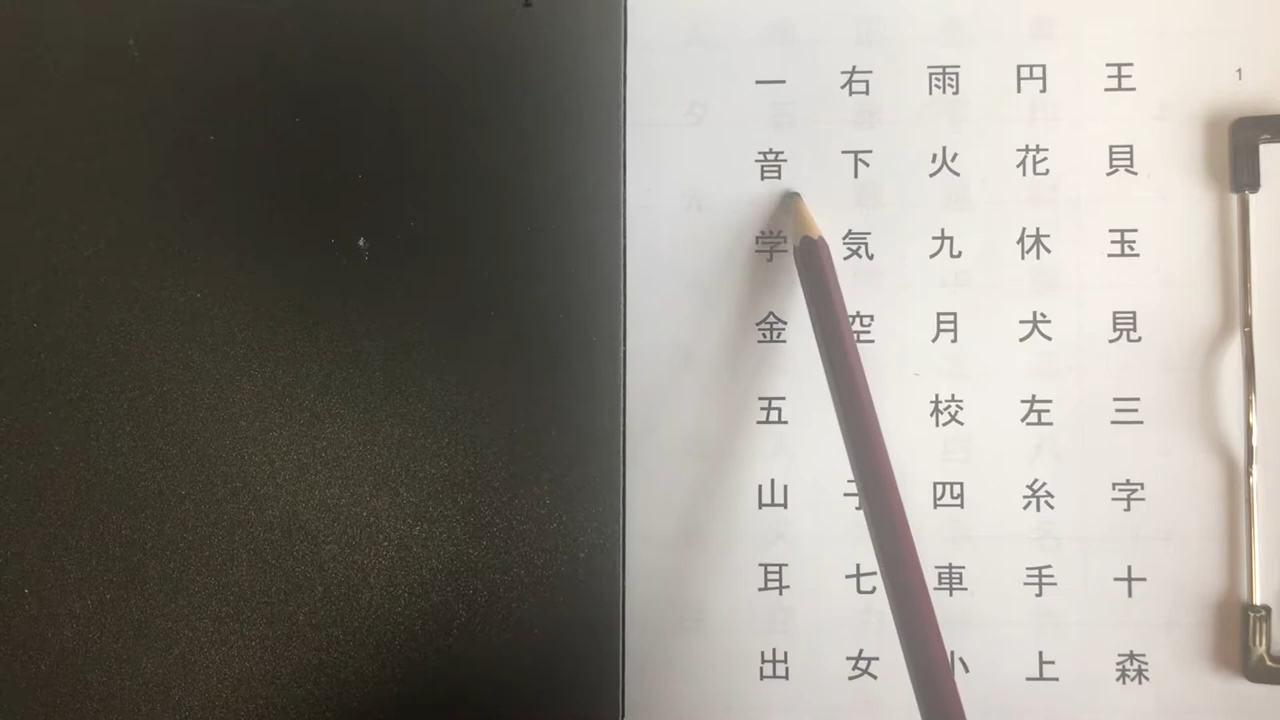 1
一 右 雨 円 王
音 下 火 花 貝
学 気 九 休 玉
金 空 月 犬 見
五 校 左 三
山 子 四 糸 字
耳 七 車 手 十
出 女 小 上 森